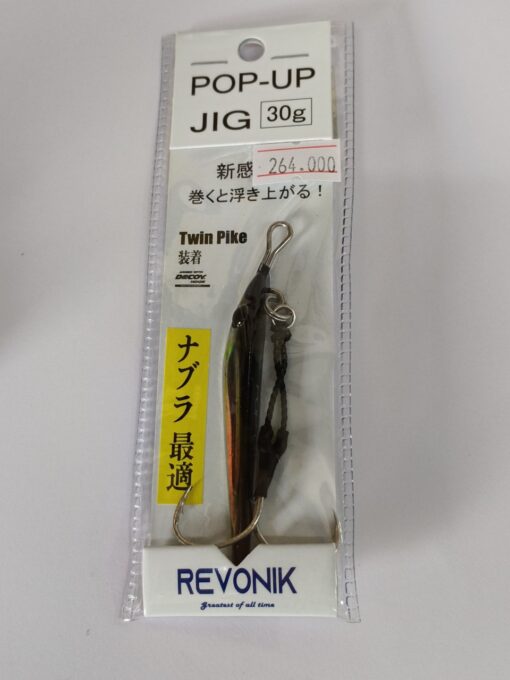 POP-UP
JIG 30g
264.000
新感
巻くと浮き上がる！
Twin Pike
装着
DECOY
ナブラ 最適
REVONIK
Greatest of all time